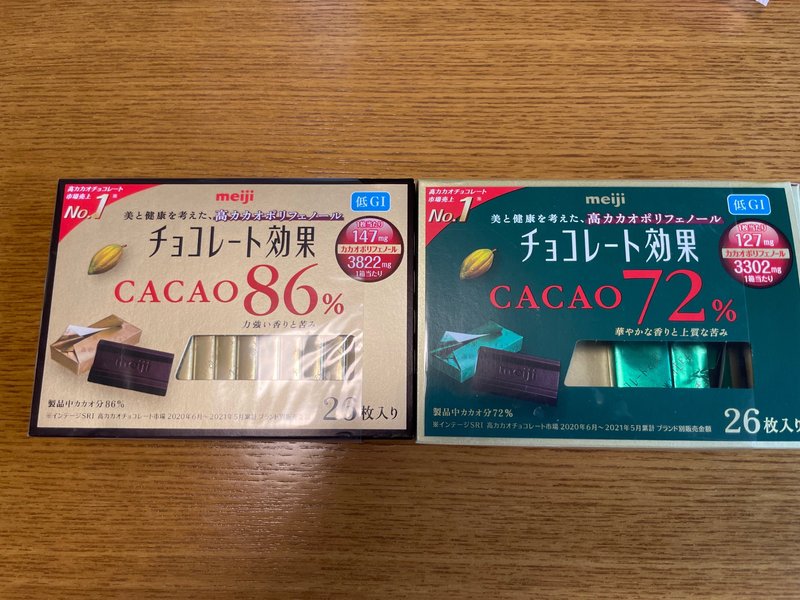 高カカオチョコレート
市場売上
No.1※
meiji
低GI
美と健康を考えた、高カカオポリフェノール
チョコレート効果
CACAO86%
力強い香りと苦み
1枚当たり
147mg
カカオポリフェノール
3822mg
1箱当たり
meiji
製品中カカオ分86%
26枚入り
※インテージSRI 高カカオチョコレート市場 2020年6月〜2021年5月累計 ブランド別販売金額
高カカオチョコレート
市場売上
No.1※
meiji
低GI
美と健康を考えた、高カカオポリフェノール
チョコレート効果
CACAO72%
華やかな香りと上質な苦み
1枚当たり
127mg
カカオポリフェノール
3302mg
1箱当たり
meiji
製品中カカオ分72%
26枚入り
※インテージSRI 高カカオチョコレート市場 2020年6月〜2021年5月累計 ブランド別販売金額